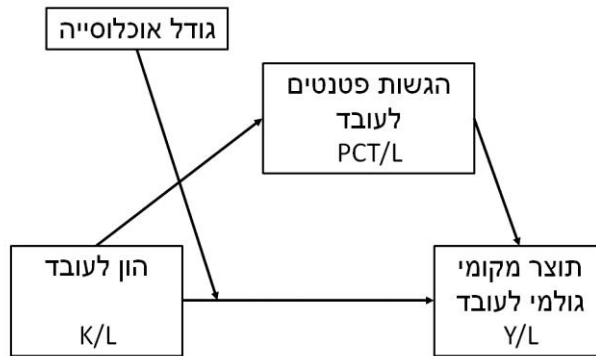 גודל אוכלוסייה
הגשות פטנטים
לעובד
PCT/L
הון לעובד
K/L
תוצר מקומי
גולמי לעובד
Y/L